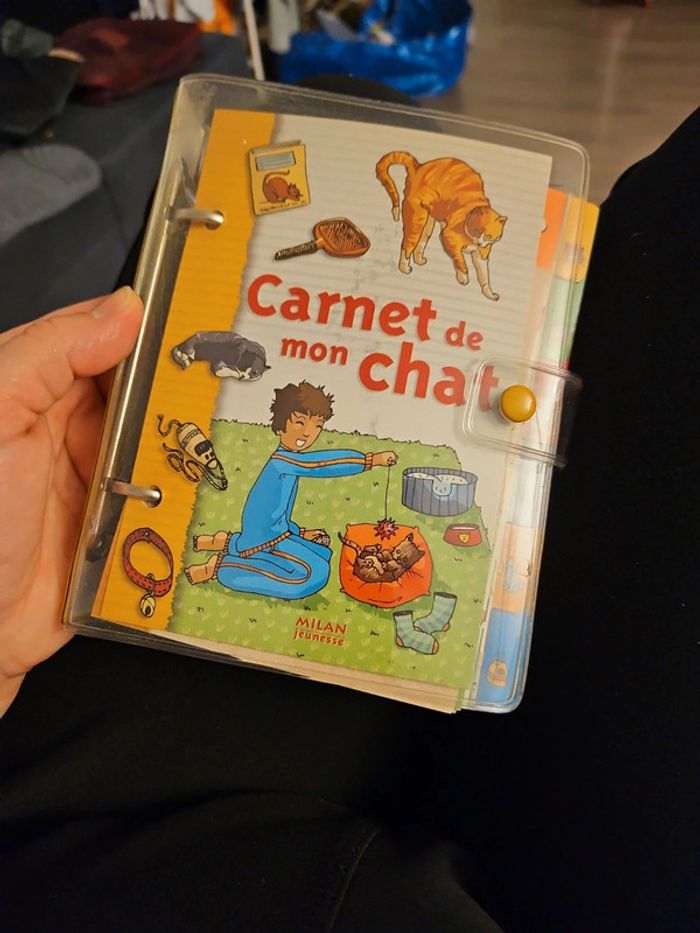 Carnet de
mon chat
MILAN
jeunesse